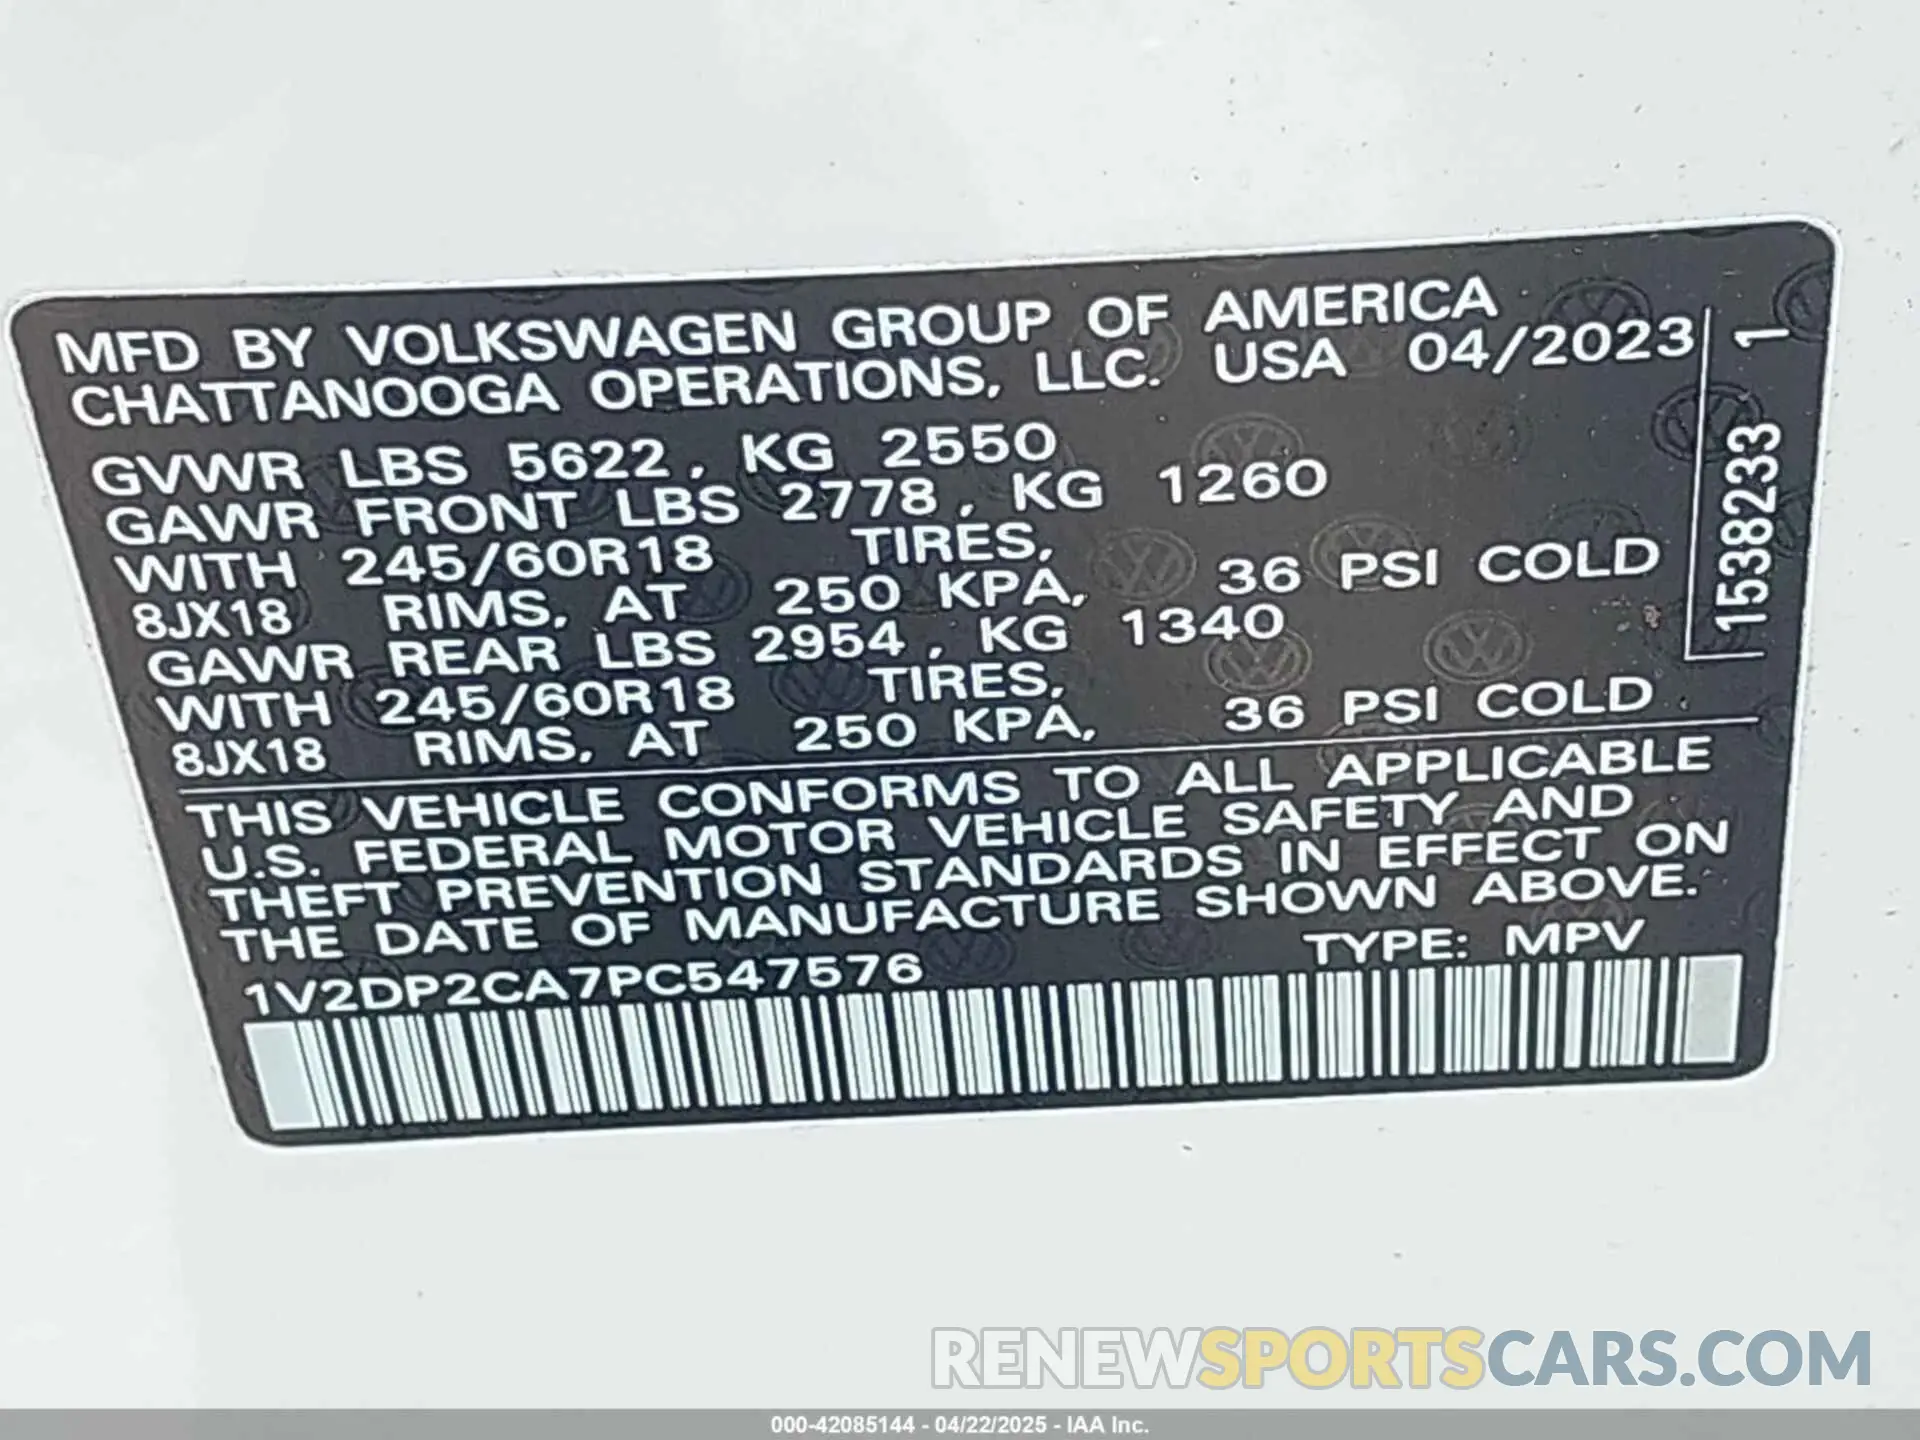 MFD BY VOLKSWAGEN GROUP OF AMERICA
CHATTANOOGA OPERATIONS, LLC. USA 04/2023
GVWR LBS 5622, KG 2550
GAWR FRONT LBS 2778, KG 1260
WITH 245/60R18 TIRES,
8JX18 RIMS, AT 250 KPA, 36 PSI COLD
GAWR REAR LBS 2954, KG 1340
WITH 245/60R18 TIRES,
8JX18 RIMS, AT 250 KPA, 36 PSI COLD
THIS VEHICLE CONFORMS TO ALL APPLICABLE
U.S. FEDERAL MOTOR VEHICLE SAFETY AND
THEFT PREVENTION STANDARDS IN EFFECT ON
THE DATE OF MANUFACTURE SHOWN ABOVE.
1V2DP2CA7PC547576 TYPE: MPV
1538233 1
RENEWSPORTSCARS.COM
000-42085144 - 04/22/2025 - IAA Inc.